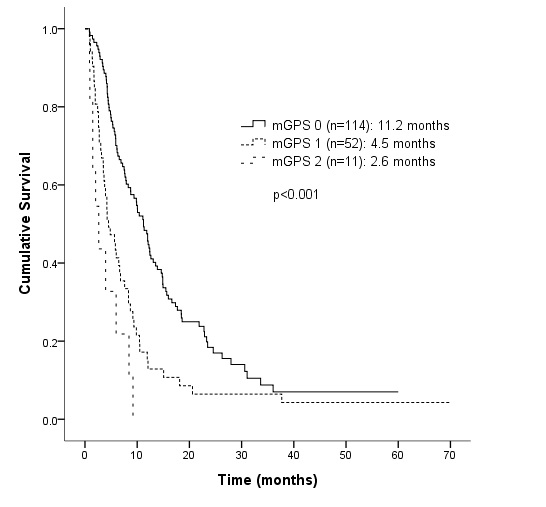 1.0
0.8
0.6
0.4
0.2
0.0
Cumulative Survival
mGPS 0 (n=114): 11.2 months
mGPS 1 (n=52): 4.5 months
mGPS 2 (n=11): 2.6 months
p<0.001
0 10 20 30 40 50 60 70
Time (months)